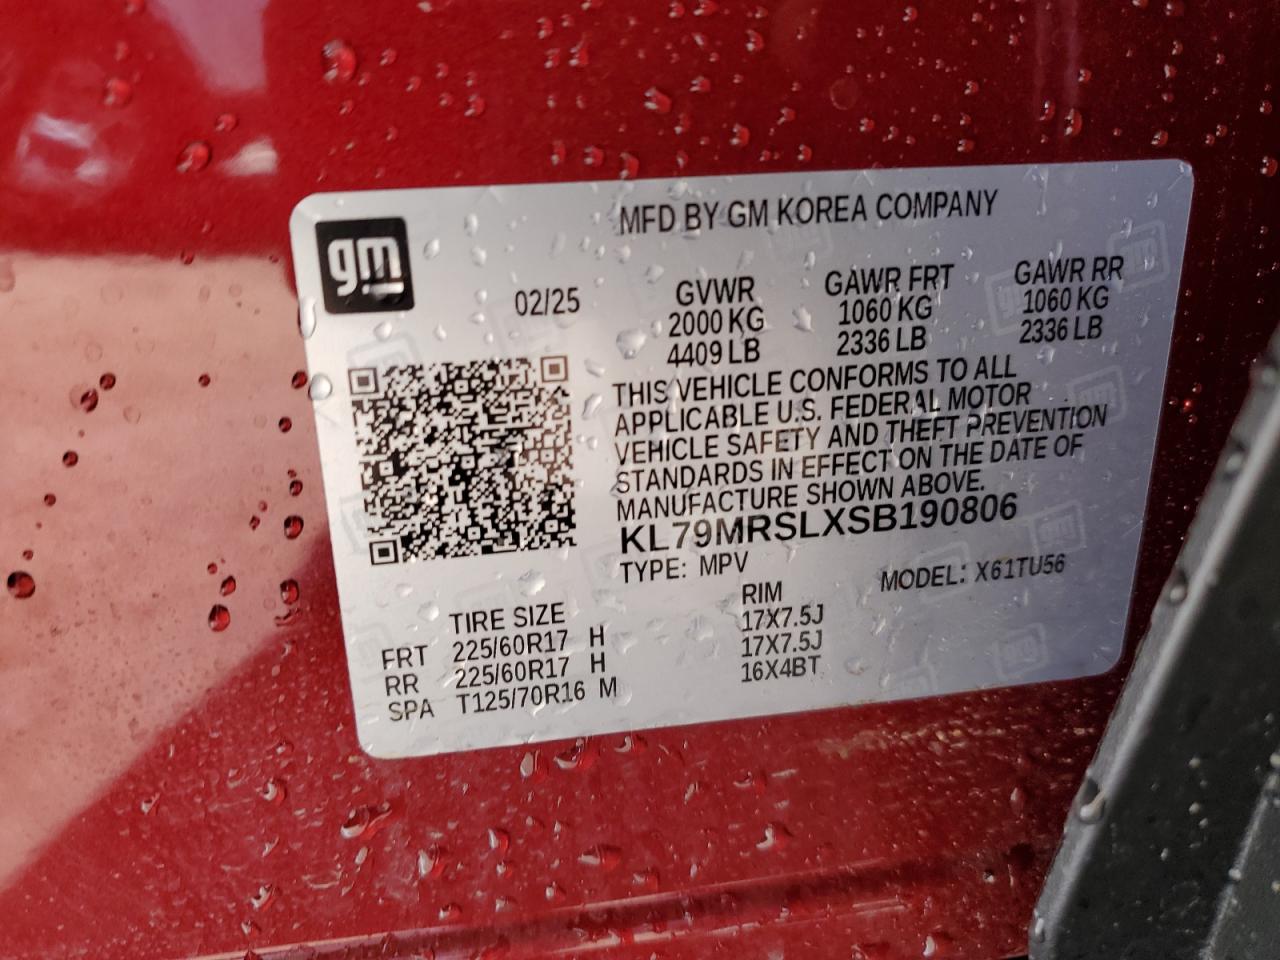 gm
MFD BY GM KOREA COMPANY
02/25
GVWR GAWR FRT GAWR RR
2000 KG 1060 KG 1060 KG
4409 LB 2336 LB 2336 LB
THIS VEHICLE CONFORMS TO ALL
APPLICABLE U.S. FEDERAL MOTOR
VEHICLE SAFETY AND THEFT PREVENTION
STANDARDS IN EFFECT ON THE DATE OF
MANUFACTURE SHOWN ABOVE.
KL79MRSLXSB190806
TYPE: MPV MODEL: X61TU56
TIRE SIZE RIM
FRT 225/60R17 H 17X7.5J
RR 225/60R17 H 17X7.5J
SPA T125/70R16 M 16X4BT